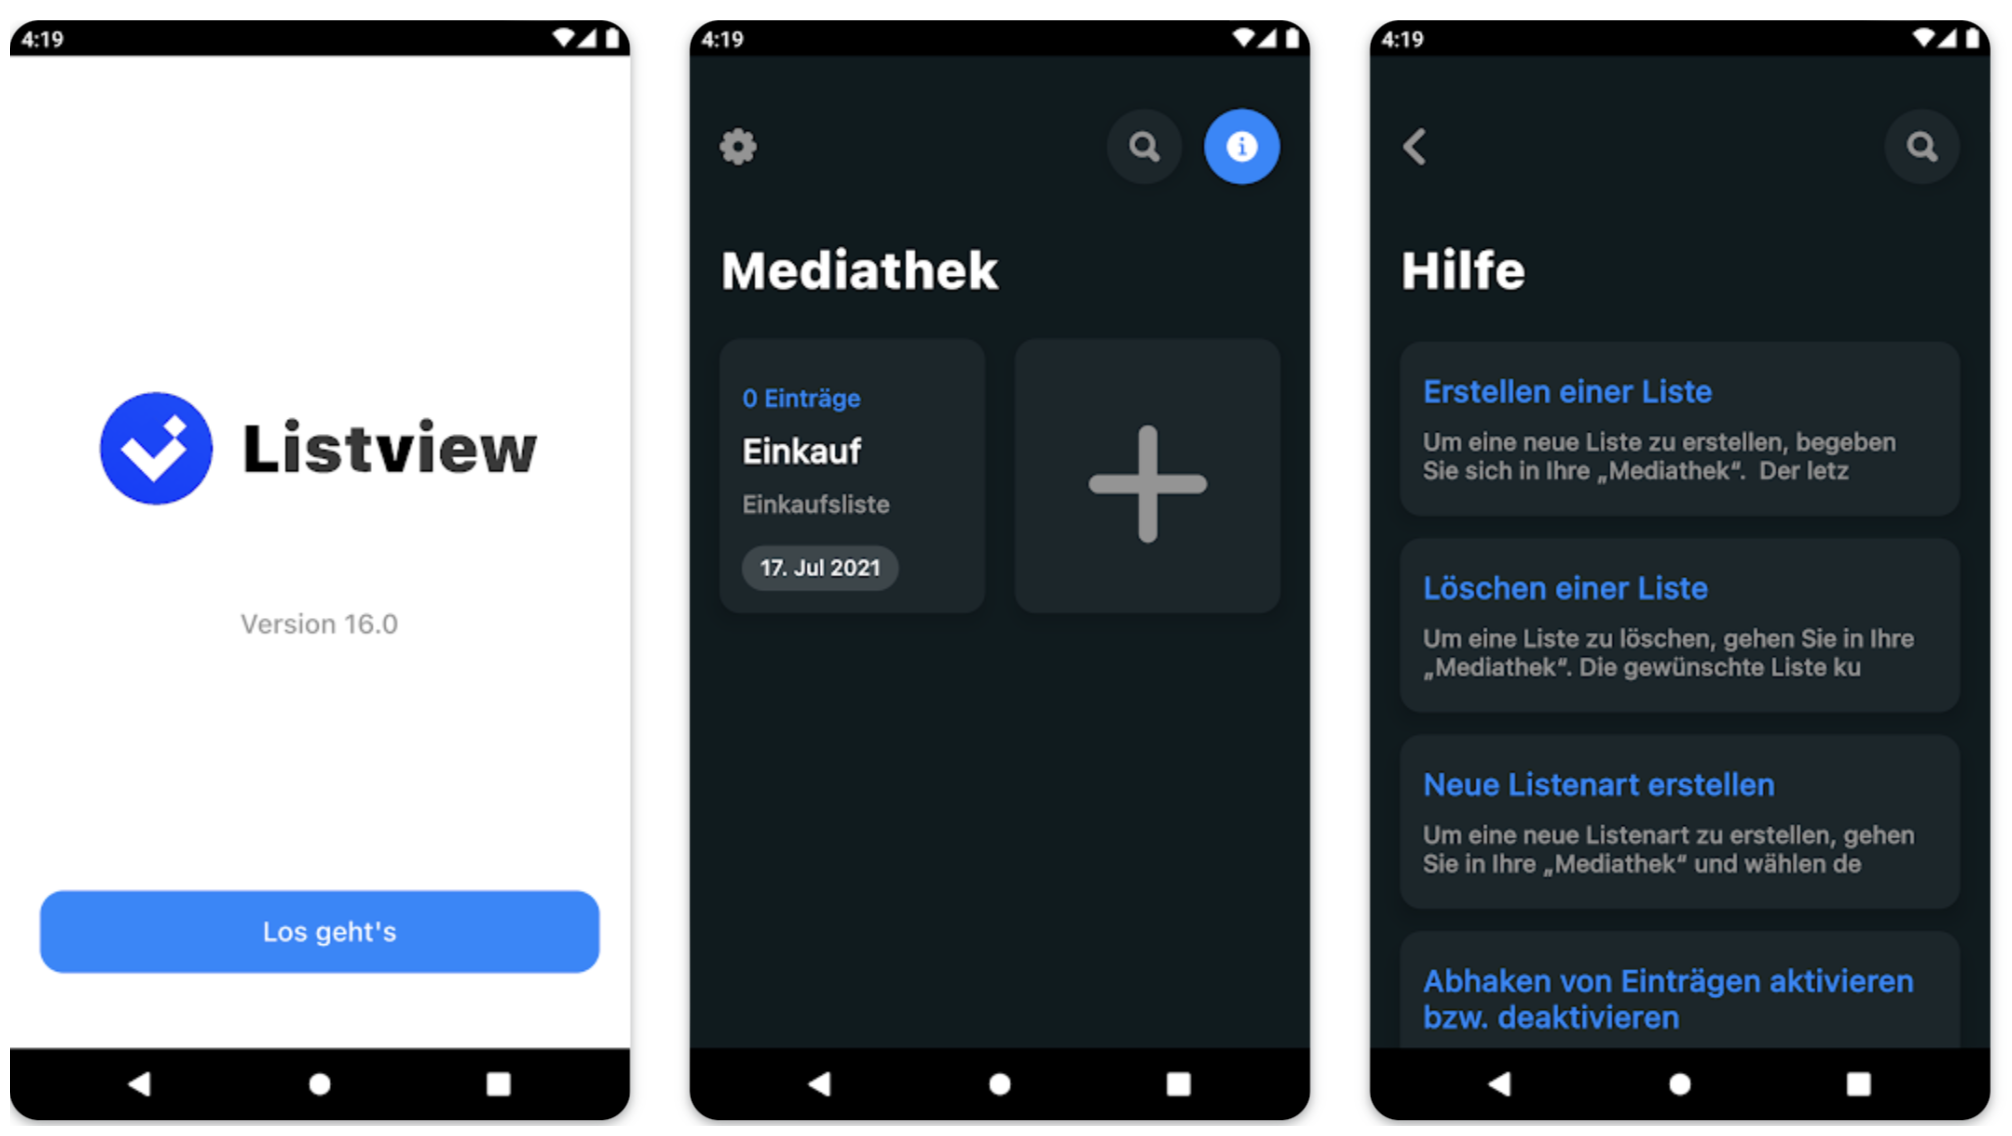 4:19
Listview
Version 16.0
Los geht's
4:19
Mediathek
0 Einträge
Einkauf
Einkaufsliste
17. Jul 2021
4:19
Hilfe
Erstellen einer Liste
Um eine neue Liste zu erstellen, begeben
Sie sich in Ihre „Mediathek“.  Der letz
Löschen einer Liste
Um eine Liste zu löschen, gehen Sie in Ihre
„Mediathek“. Die gewünschte Liste ku
Neue Listenart erstellen
Um eine neue Listenart zu erstellen, gehen
Sie in Ihre „Mediathek“ und wählen de
Abhaken von Einträgen aktivieren
bzw. deaktivieren